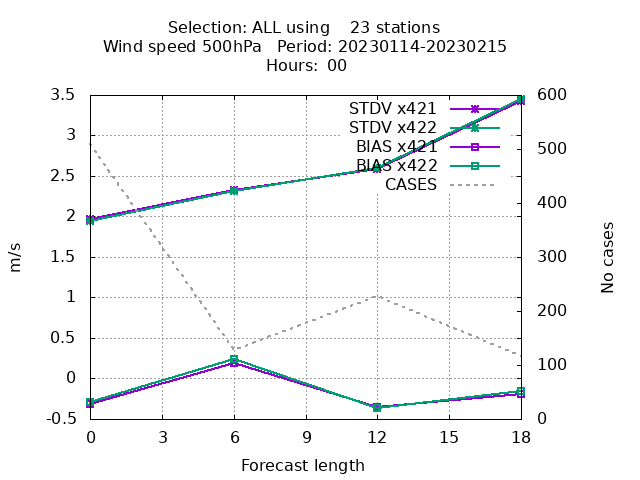 Selection: ALL using    23 stations
Wind speed 500hPa   Period: 20230114-20230215
Hours: 00
3.5
3
2.5
2
1.5
1
0.5
0
-0.5
m/s
STDV x421
STDV x422
BIAS x421
BIAS x422
CASES
600
500
400
300
200
100
0
No cases
0 3 6 9 12 15 18
Forecast length